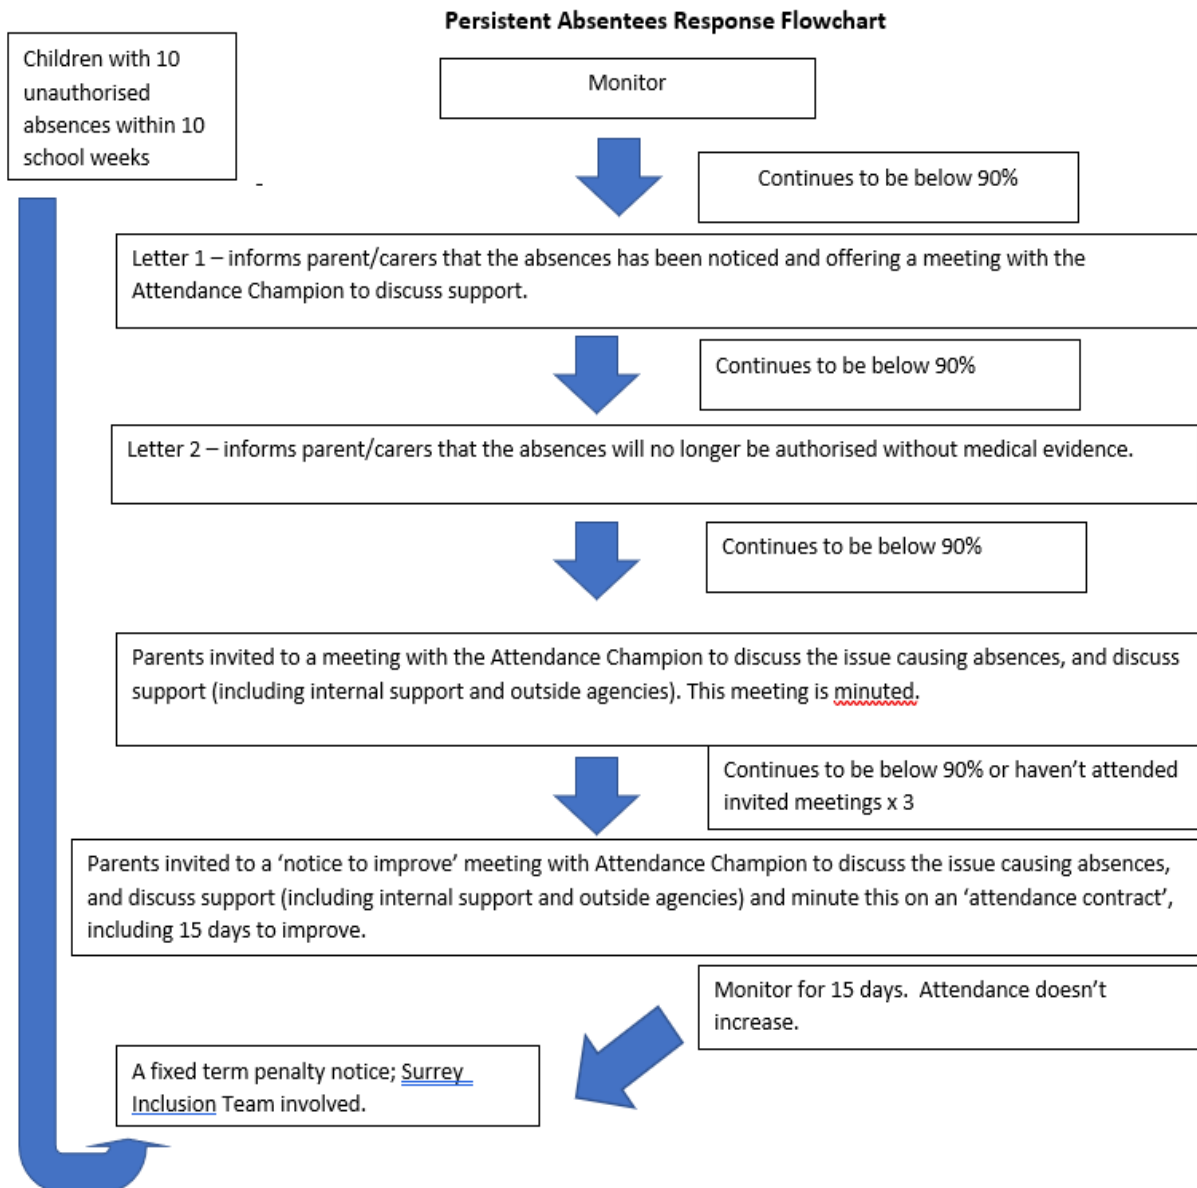 Persistent Absentees Response Flowchart
Children with 10
unauthorised
absences within 10
school weeks
Monitor
-
Continues to be below 90%
Letter 1 – informs parent/carers that the absences has been noticed and offering a meeting with the
Attendance Champion to discuss support.
Continues to be below 90%
Letter 2 – informs parent/carers that the absences will no longer be authorised without medical evidence.
Continues to be below 90%
Parents invited to a meeting with the Attendance Champion to discuss the issue causing absences, and discuss
support (including internal support and outside agencies). This meeting is minuted.
Continues to be below 90% or haven’t attended
invited meetings x 3
Parents invited to a ‘notice to improve’ meeting with Attendance Champion to discuss the issue causing absences,
and discuss support (including internal support and outside agencies) and minute this on an ‘attendance contract’,
including 15 days to improve.
Monitor for 15 days.  Attendance doesn’t
increase.
A fixed term penalty notice; Surrey
Inclusion Team involved.